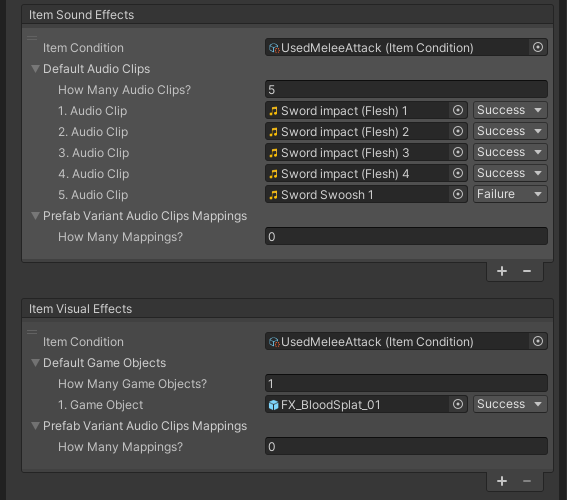 Item Sound Effects
Item Condition UsedMeleeAttack (Item Condition)
Default Audio Clips
How Many Audio Clips? 5
1. Audio Clip Sword impact (Flesh) 1 Success
2. Audio Clip Sword impact (Flesh) 2 Success
3. Audio Clip Sword impact (Flesh) 3 Success
4. Audio Clip Sword impact (Flesh) 4 Success
5. Audio Clip Sword Swoosh 1 Failure
Prefab Variant Audio Clips Mappings
How Many Mappings? 0
+ −
Item Visual Effects
Item Condition UsedMeleeAttack (Item Condition)
Default Game Objects
How Many Game Objects? 1
1. Game Object FX_BloodSplat_01 Success
Prefab Variant Audio Clips Mappings
How Many Mappings? 0
+ −